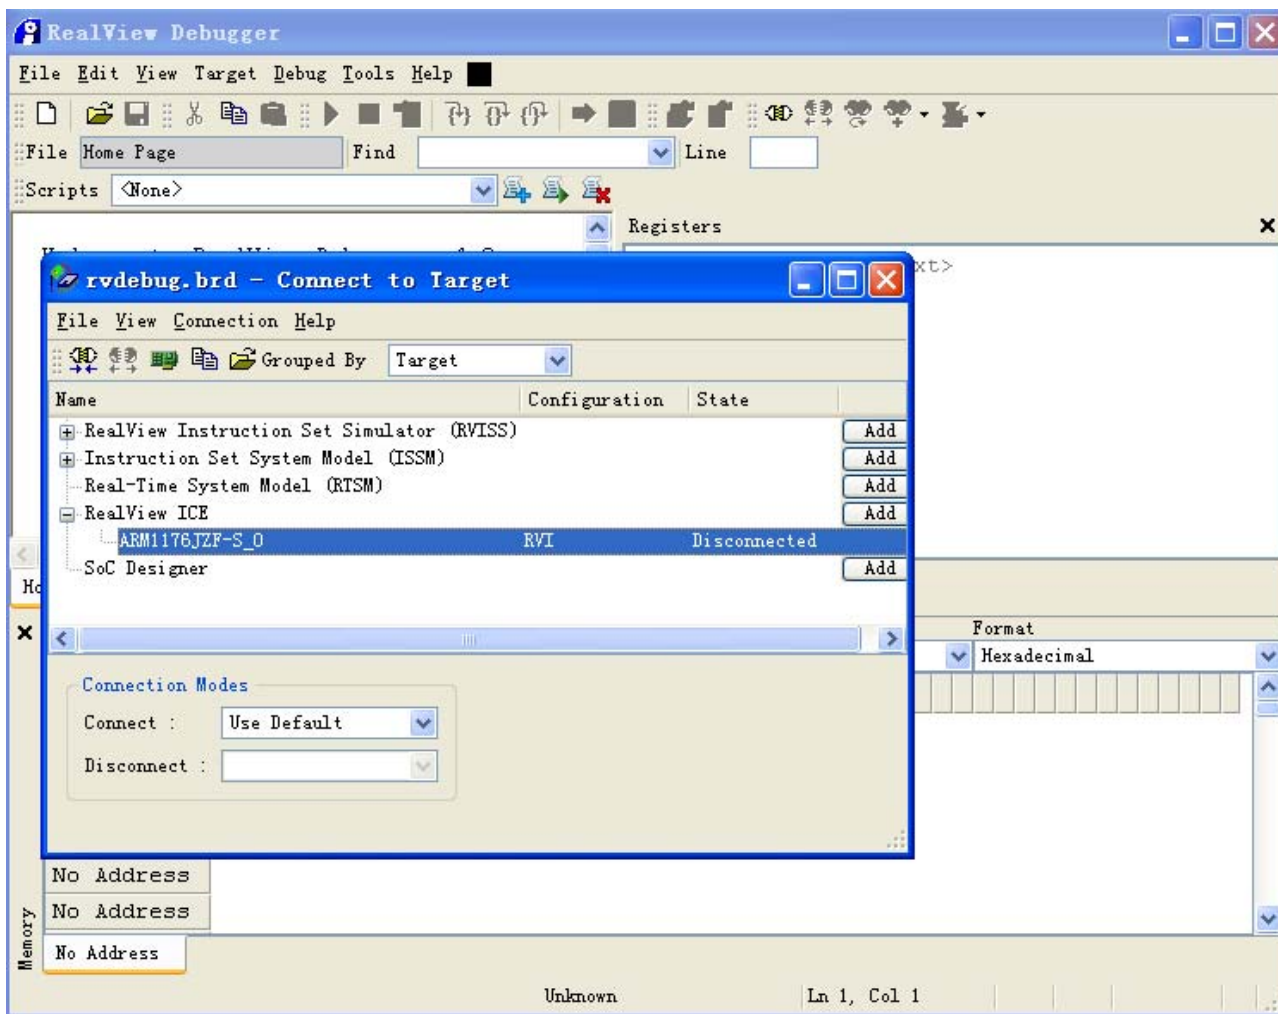 RealView Debugger
File Edit View Target Debug Tools Help
File Home Page Find Line
Scripts <None>
Registers
rvdebug.brd - Connect to Target
File View Connection Help
Grouped By Target
Name Configuration State
RealView Instruction Set Simulator (RVISS) Add
Instruction Set System Model (ISSM) Add
Real-Time System Model (RTSM) Add
RealView ICE Add
ARM1176JZF-S_0 RVI Disconnected
SoC Designer Add
Format
Hexadecimal
Connection Modes
Connect : Use Default
Disconnect :
No Address
No Address
No Address
Memory
Unknown Ln 1, Col 1